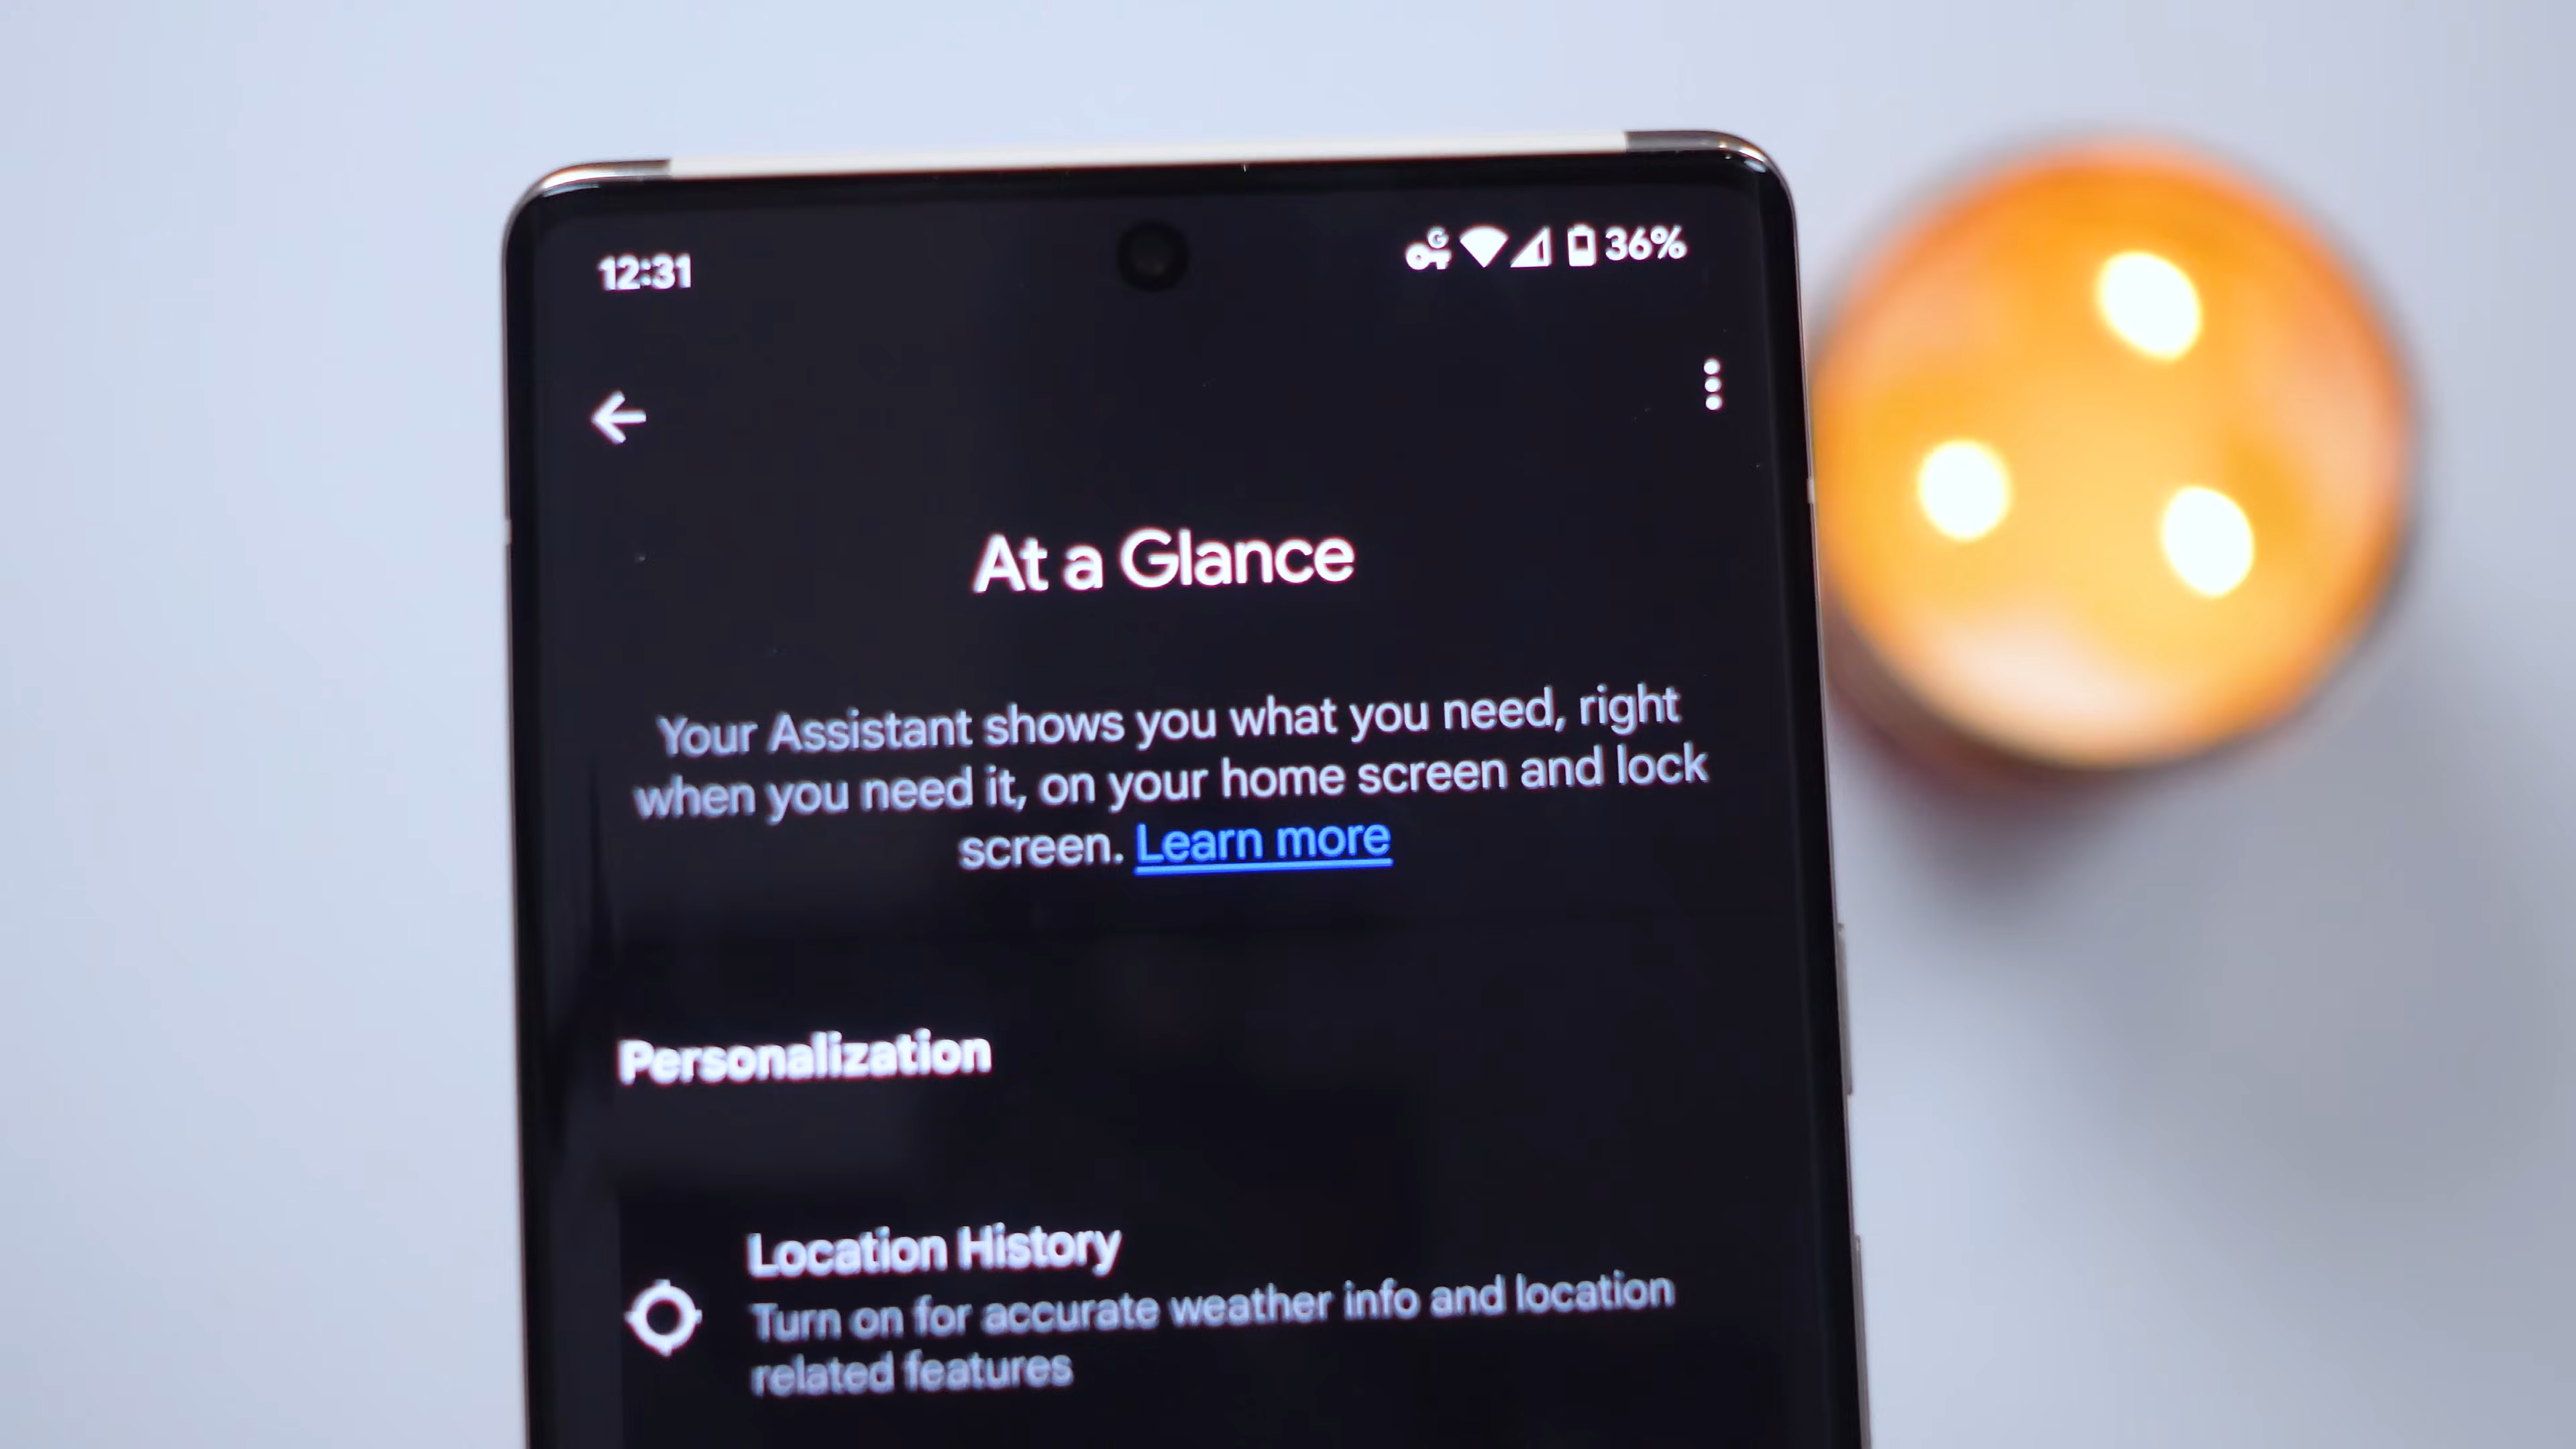 12:31
G 36%
At a Glance
Your Assistant shows you what you need, right
when you need it, on your home screen and lock
screen. Learn more
Personalization
Location History
Turn on for accurate weather info and location
related features